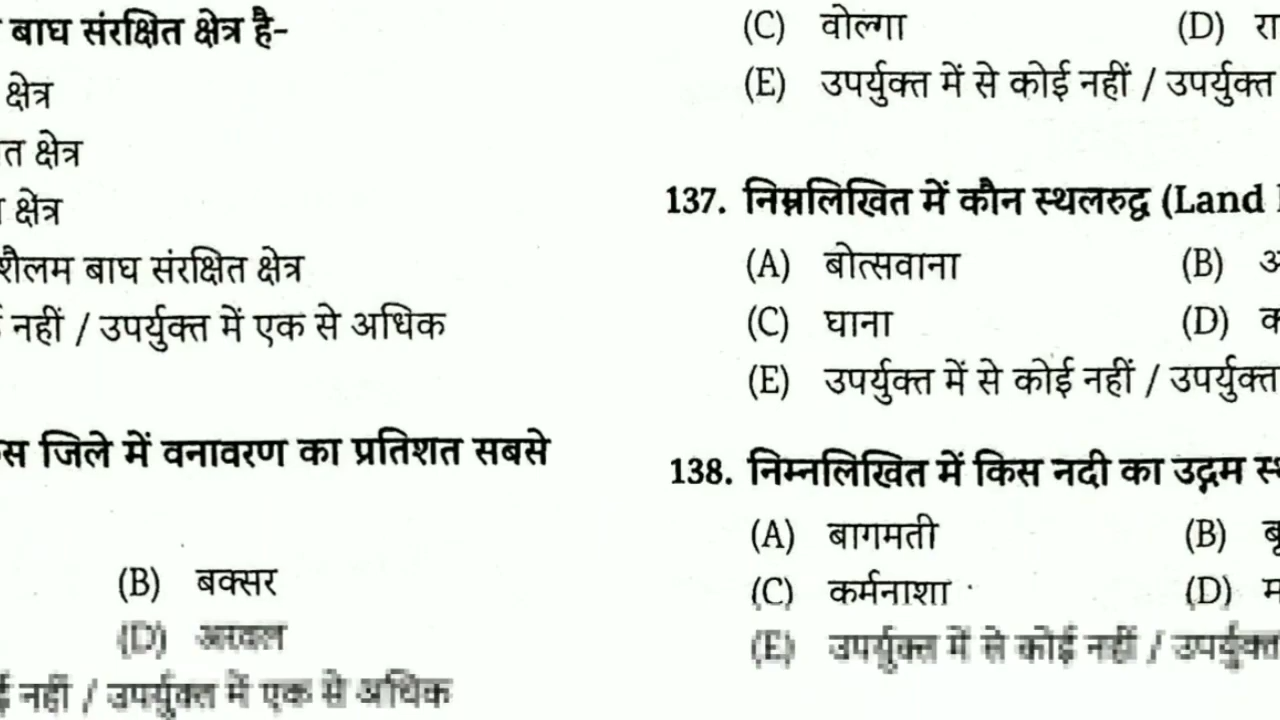 बाघ संरक्षित क्षेत्र है-
क्षेत्र
त क्षेत्र
क्षेत्र
शैलम बाघ संरक्षित क्षेत्र
नहीं / उपर्युक्त में एक से अधिक
स जिले में वनावरण का प्रतिशत सबसे
(B) बक्सर
(D) अरवल
ई नहीं / उपर्युक्त में एक से अधिक
(C) वोल्गा (D) रा
(E) उपर्युक्त में से कोई नहीं / उपर्युक्त
137. निम्नलिखित में कौन स्थलरुद्ध (Land
(A) बोत्सवाना (B)
(C) घाना (D)
(E) उपर्युक्त में से कोई नहीं / उपर्युक्त
138. निम्नलिखित में किस नदी का उद्गम
(A) बागमती (B)
(C) कर्मनाशा (D) म
(E) उपर्युक्त में से कोई नहीं / उपर्युक्त